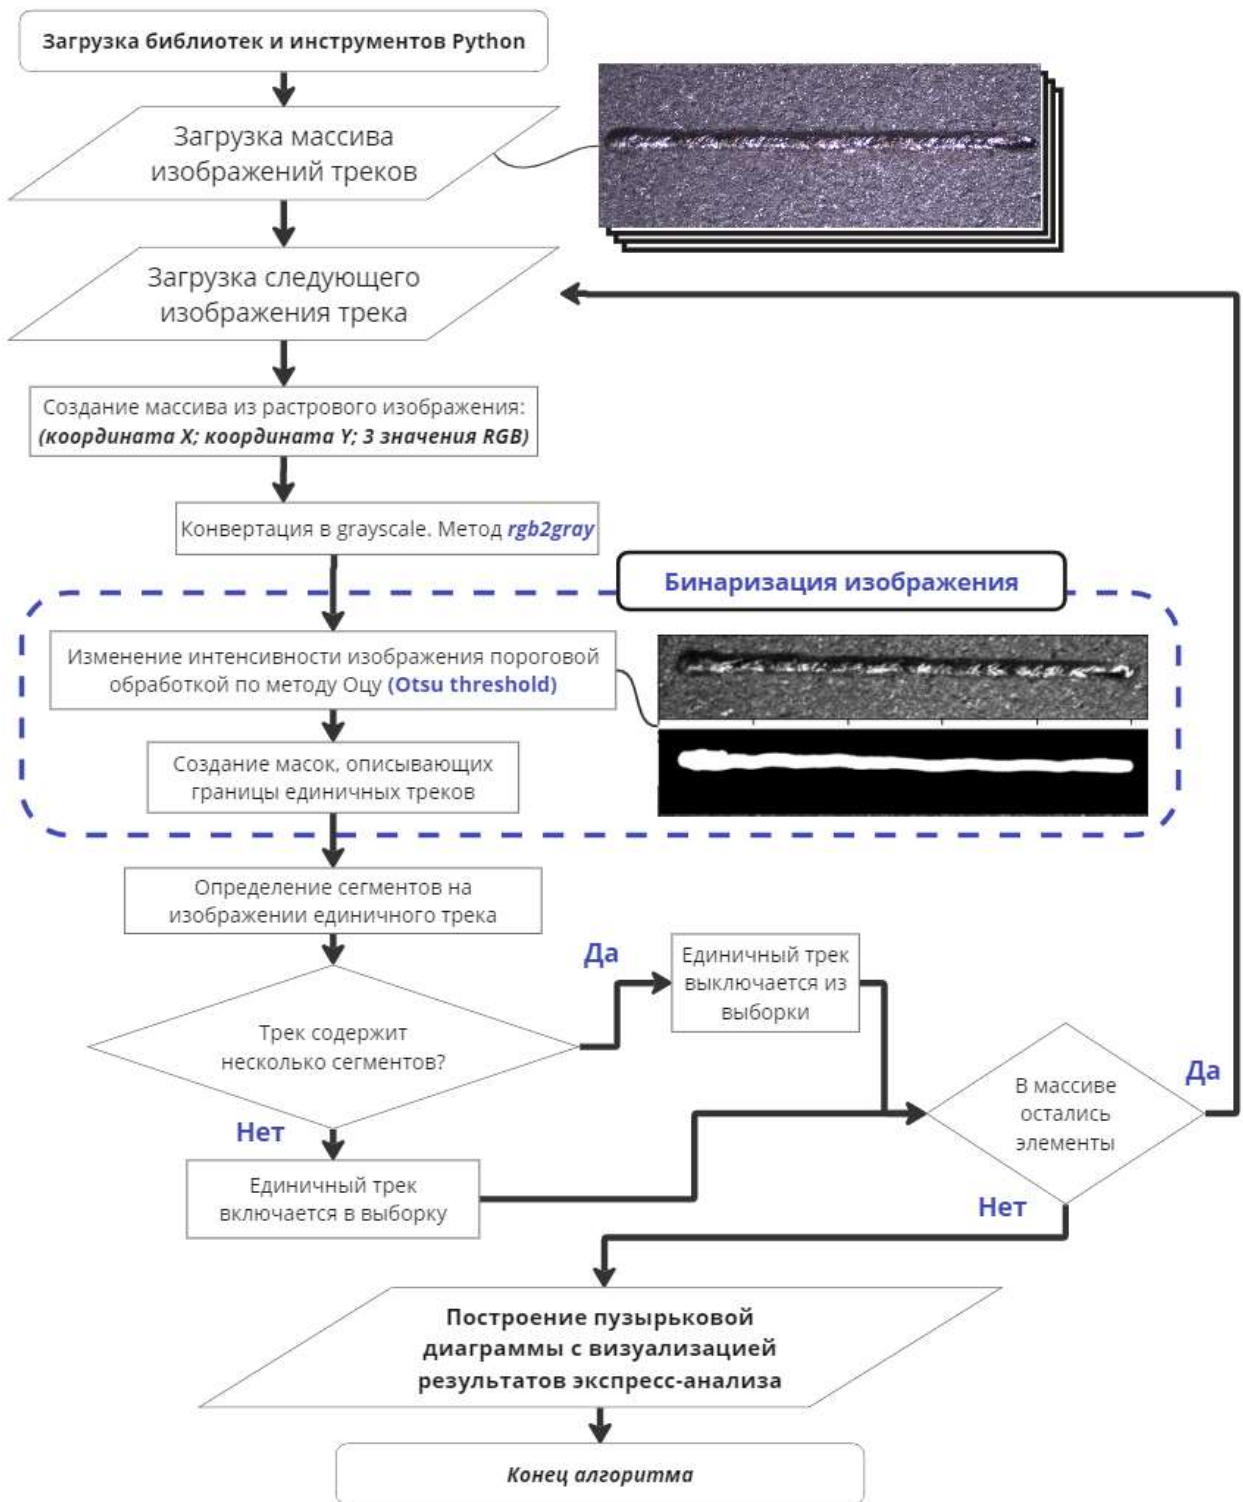 Загрузка библиотек и инструментов Python
Загрузка массива
изображений треков
Загрузка следующего
изображения трека
Создание массива из растрового изображения:
(координата X; координата Y; 3 значения RGB)
Конвертация в grayscale. Метод rgb2gray
Бинаризация изображения
Изменение интенсивности изображения пороговой
обработкой по методу Оцу (Otsu threshold)
Создание масок, описывающих
границы единичных треков
Определение сегментов на
изображении единичного трека
Да
Единичный трек
выключается из
выборки
Трек содержит
несколько сегментов?
Да
В массиве
остались
элементы
Нет
Единичный трек
включается в выборку
Нет
Построение пузырьковой
диаграммы с визуализацией
результатов экспресс-анализа
Конец алгоритма